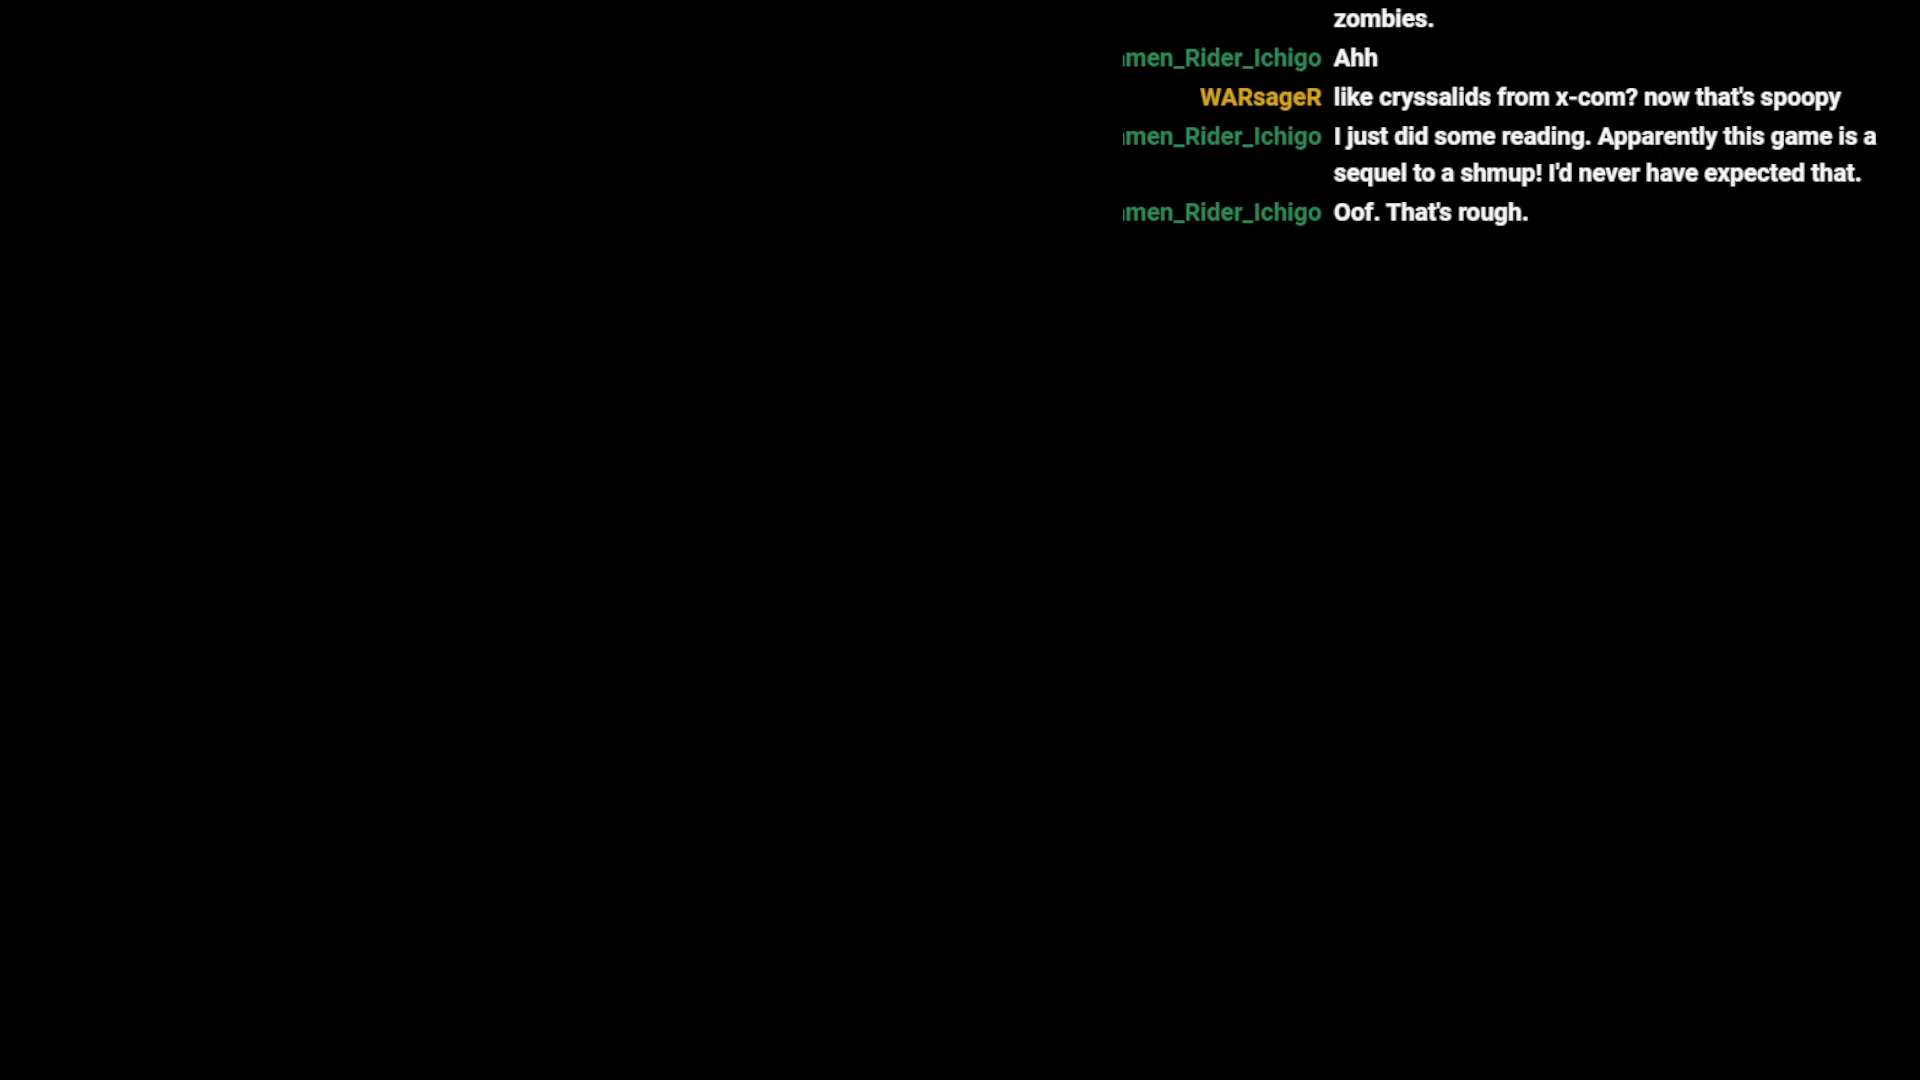 zombies.
men_Rider_Ichigo Ahh
WARsageR like cryssalids from x-com? now that's spoopy
men_Rider_Ichigo I just did some reading. Apparently this game is a
sequel to a shmup! I'd never have expected that.
men_Rider_Ichigo Oof. That's rough.